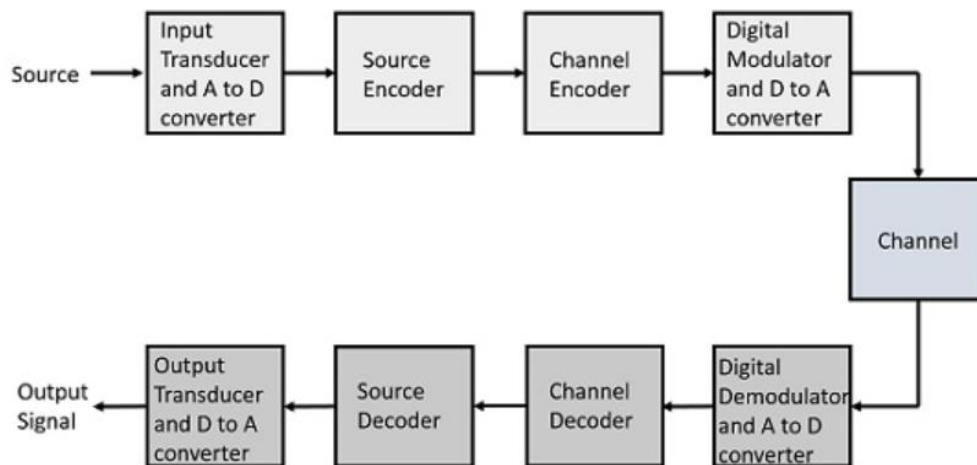 Source
Input
Transducer
and A to D
converter
Source
Encoder
Channel
Encoder
Digital
Modulator
and D to A
converter
Channel
Output
Signal
Output
Transducer
and D to A
converter
Source
Decoder
Channel
Decoder
Digital
Demodulator
and A to D
converter